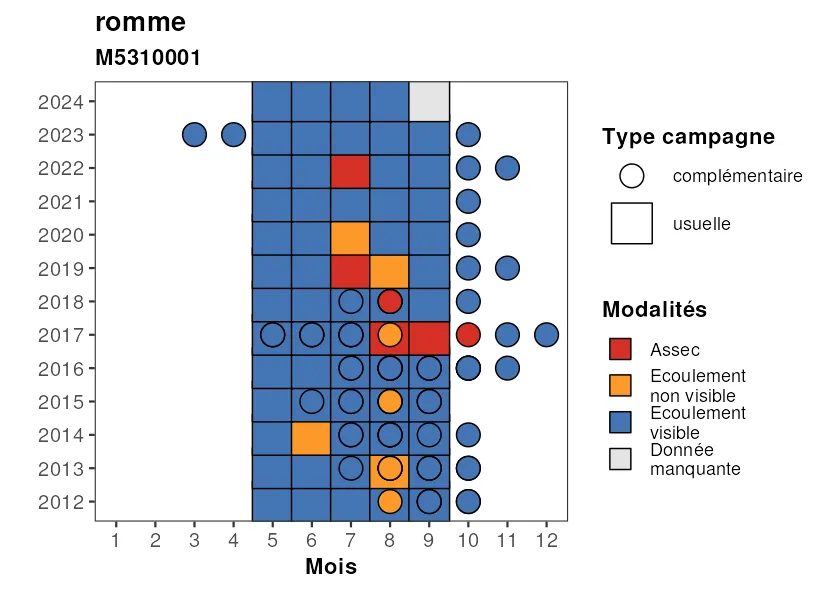 romme
M5310001
2024
2023
2022
2021
2020
2019
2018
2017
2016
2015
2014
2013
2012
1 2 3 4 5 6 7 8 9 10 11 12
Mois
Type campagne
complémentaire
usuelle
Modalités
Assec
Ecoulement
non visible
Ecoulement
visible
Donnée
manquante